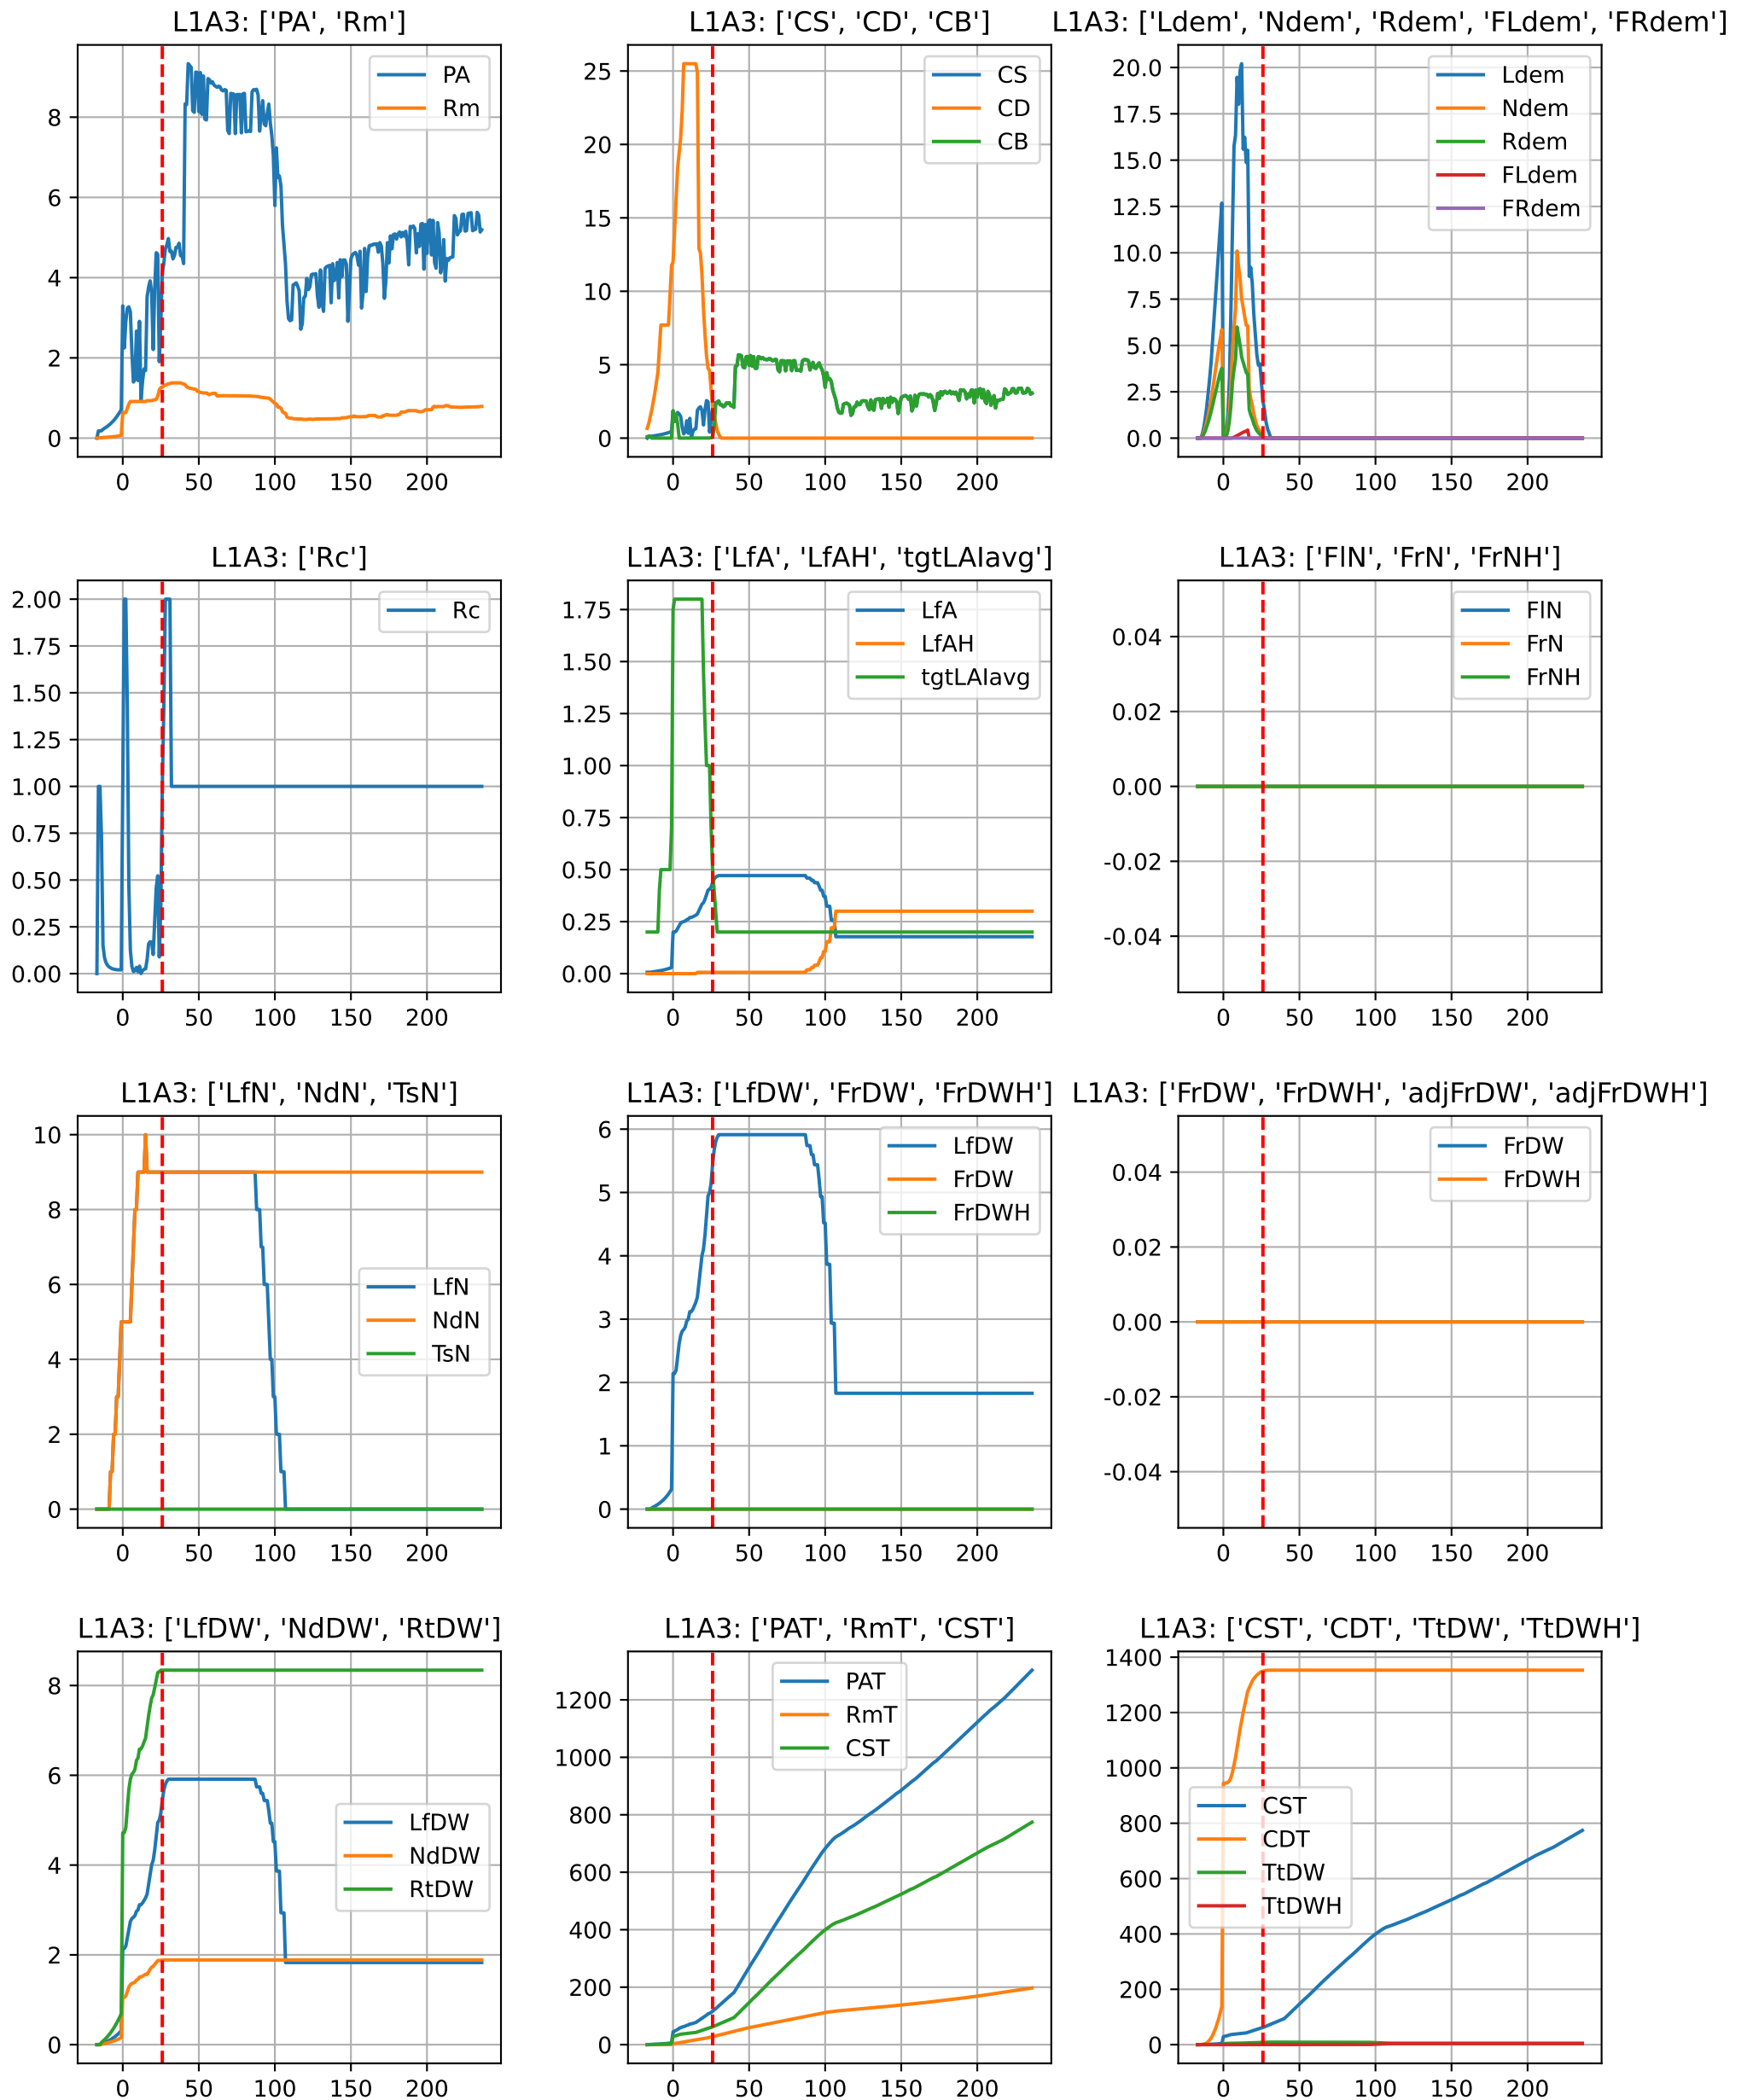 L1A3: ['PA', 'Rm']
PA
Rm
0
2
4
6
8
0 50 100 150 200
L1A3: ['CS', 'CD', 'CB']
CS
CD
CB
0
5
10
15
20
25
0 50 100 150 200
L1A3: ['Ldem', 'Ndem', 'Rdem', 'FLdem', 'FRdem']
Ldem
Ndem
Rdem
FLdem
FRdem
0.0
2.5
5.0
7.5
10.0
12.5
15.0
17.5
20.0
0 50 100 150 200
L1A3: ['Rc']
Rc
0.00
0.25
0.50
0.75
1.00
1.25
1.50
1.75
2.00
0 50 100 150 200
L1A3: ['LfA', 'LfAH', 'tgtLAIavg']
LfA
LfAH
tgtLAIavg
0.00
0.25
0.50
0.75
1.00
1.25
1.50
1.75
0 50 100 150 200
L1A3: ['FlN', 'FrN', 'FrNH']
FlN
FrN
FrNH
-0.04
-0.02
0.00
0.02
0.04
0 50 100 150 200
L1A3: ['LfN', 'NdN', 'TsN']
LfN
NdN
TsN
0
2
4
6
8
10
0 50 100 150 200
L1A3: ['LfDW', 'FrDW', 'FrDWH']
LfDW
FrDW
FrDWH
0
1
2
3
4
5
6
0 50 100 150 200
L1A3: ['FrDW', 'FrDWH', 'adjFrDW', 'adjFrDWH']
FrDW
FrDWH
-0.04
-0.02
0.00
0.02
0.04
0 50 100 150 200
L1A3: ['LfDW', 'NdDW', 'RtDW']
LfDW
NdDW
RtDW
0
2
4
6
8
0 50 100 150 200
L1A3: ['PAT', 'RmT', 'CST']
PAT
RmT
CST
0
200
400
600
800
1000
1200
0 50 100 150 200
L1A3: ['CST', 'CDT', 'TtDW', 'TtDWH']
CST
CDT
TtDW
TtDWH
0
200
400
600
800
1000
1200
1400
0 50 100 150 200